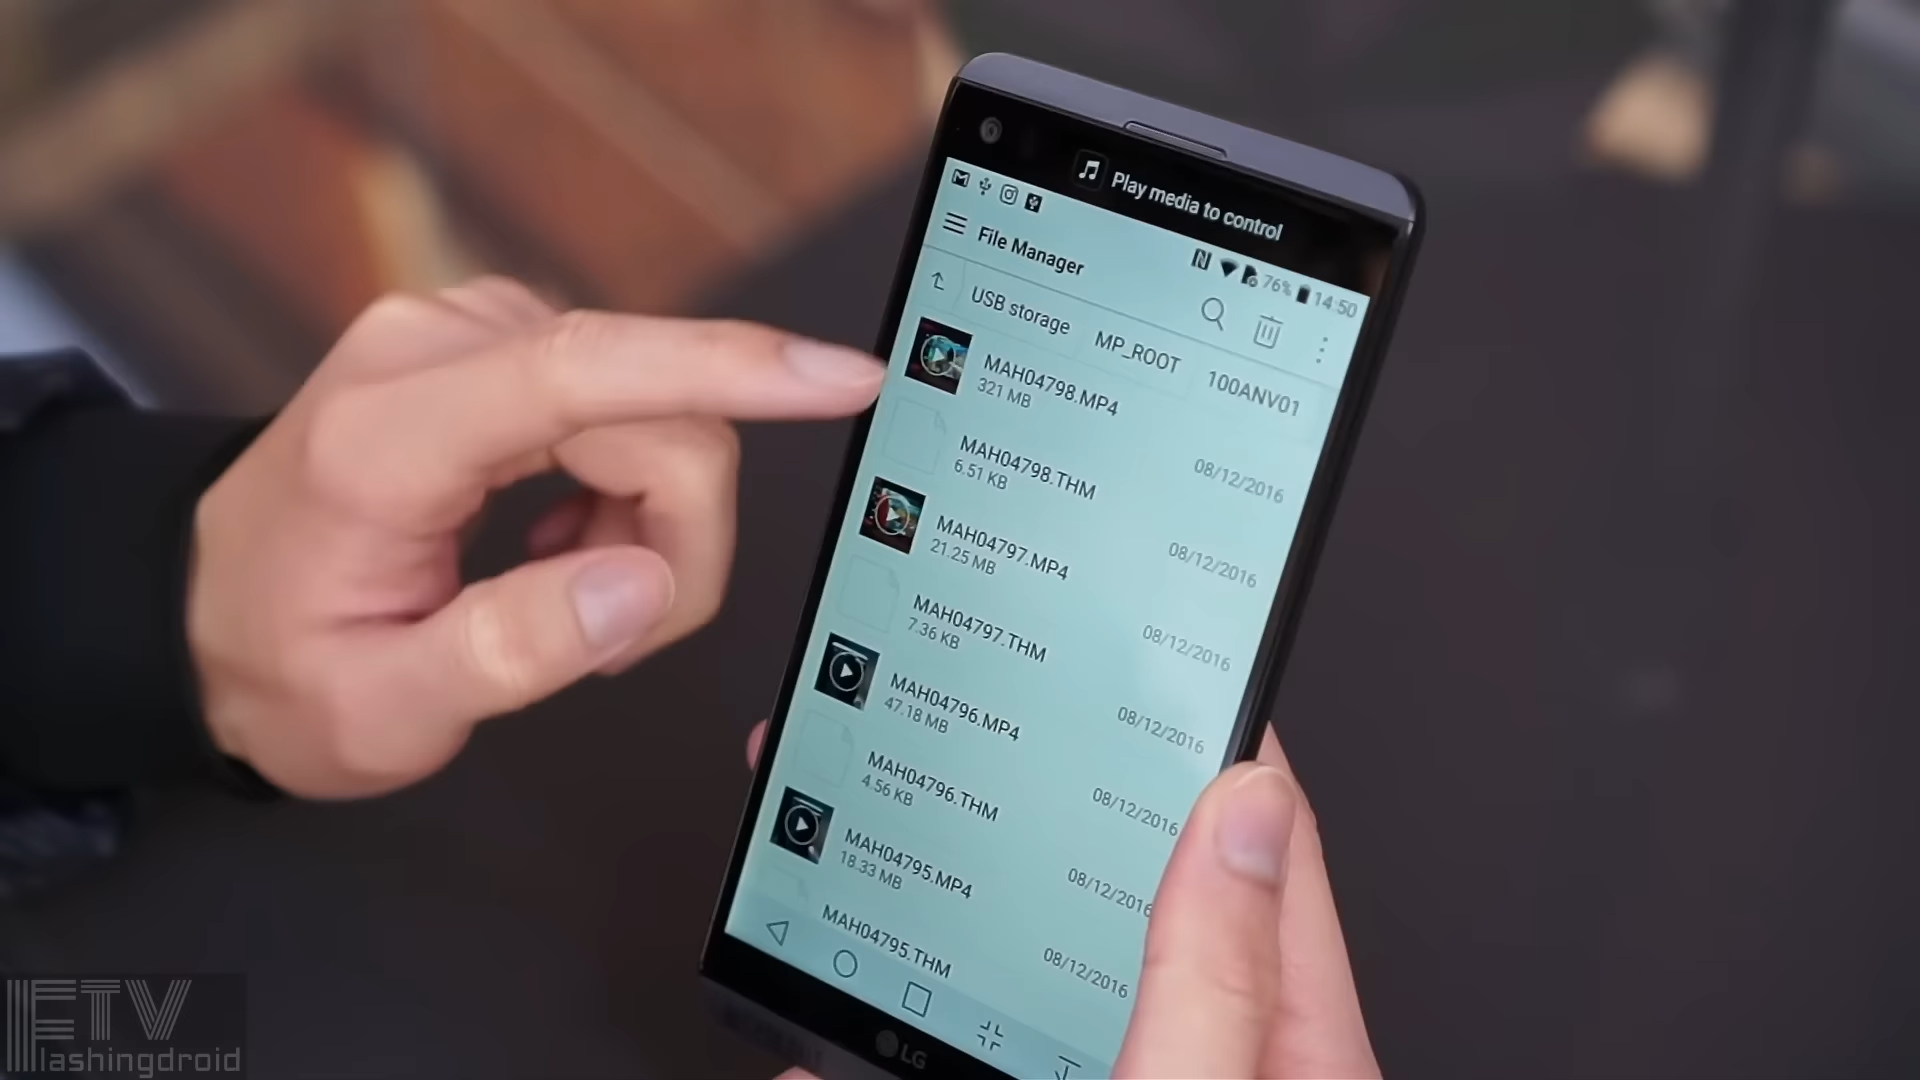 Play media to control
76% 14:50
File Manager
USB storage MP_ROOT 100ANV01
MAH04798.MP4
321 MB
08/12/2016
MAH04798.THM
6.51 KB
08/12/2016
MAH04797.MP4
21.25 MB
08/12/2016
MAH04797.THM
7.36 KB
08/12/2016
MAH04796.MP4
47.18 MB
08/12/2016
MAH04796.THM
4.56 KB
08/12/2016
MAH04795.MP4
18.33 MB
08/12/2016
MAH04795.THM
LG
FTV
lashingdroid